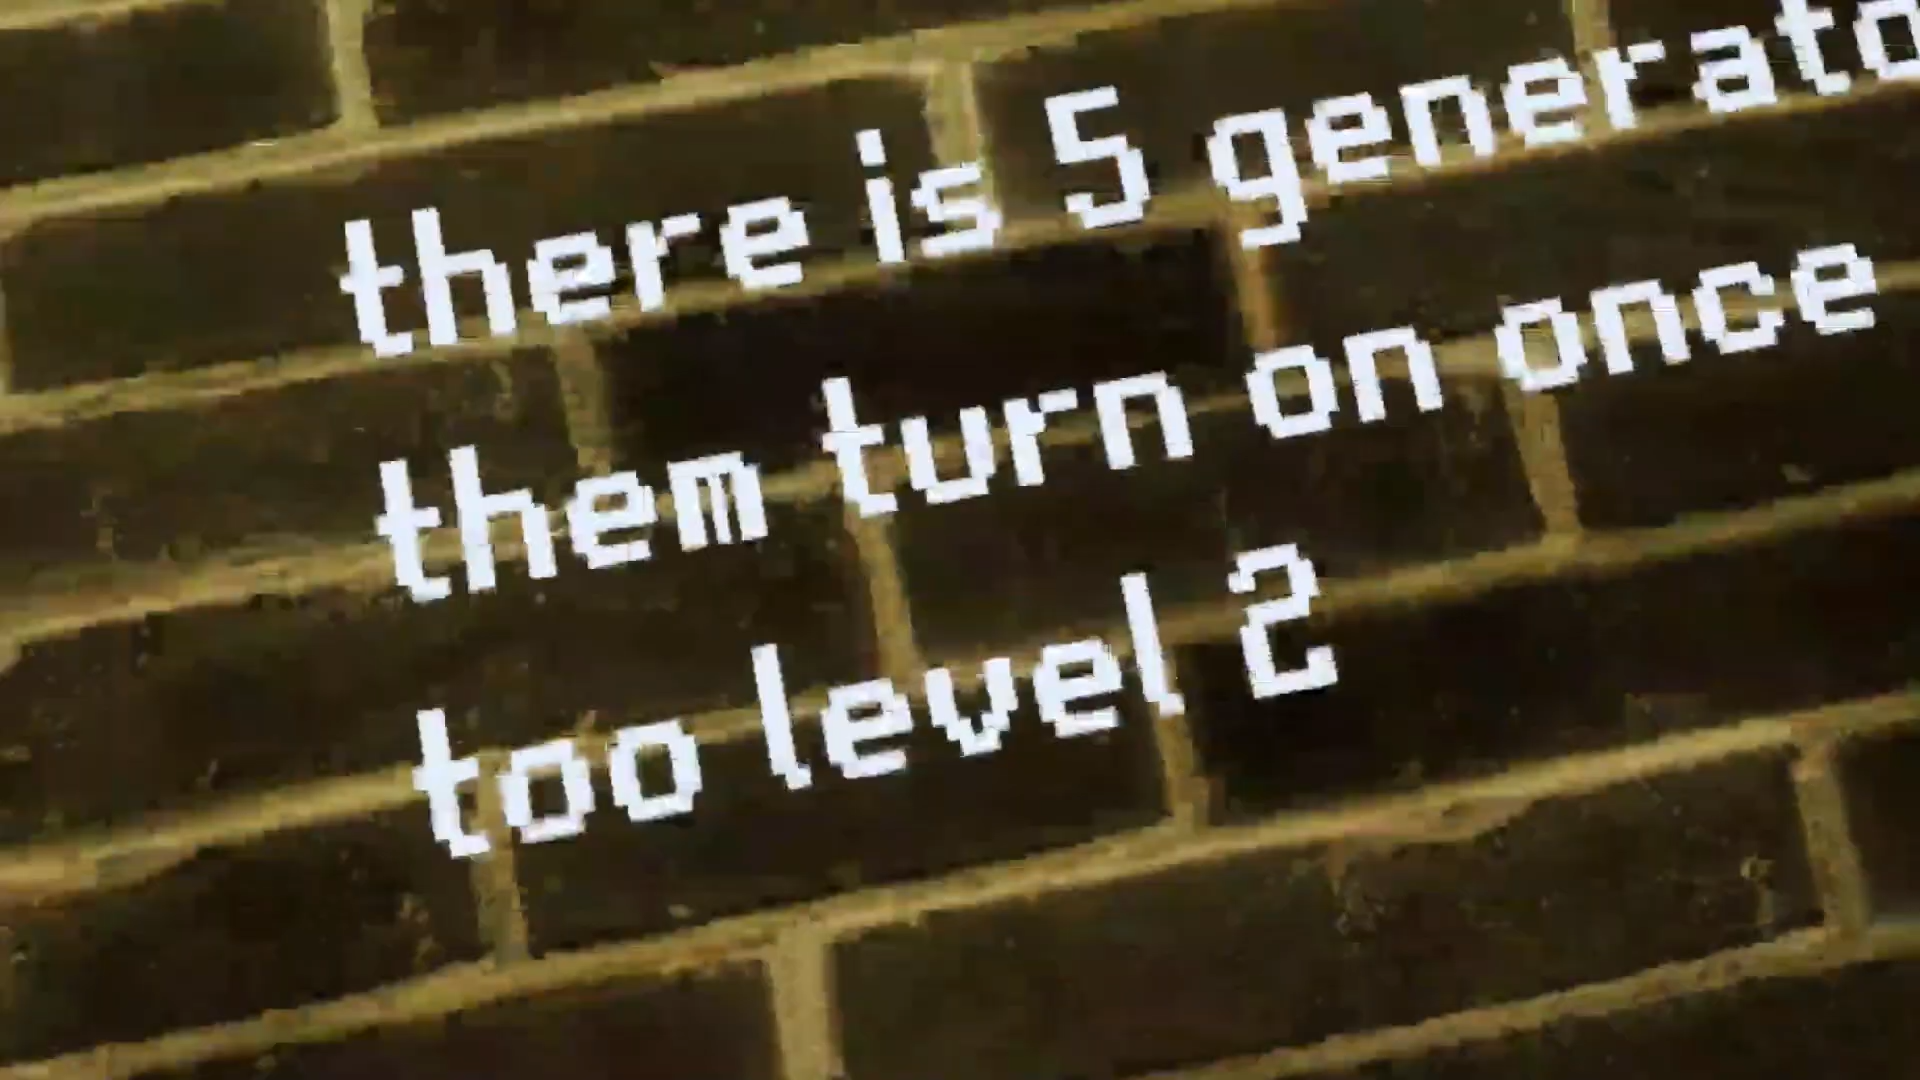 there is 5 generato
them turn on once
too level 2